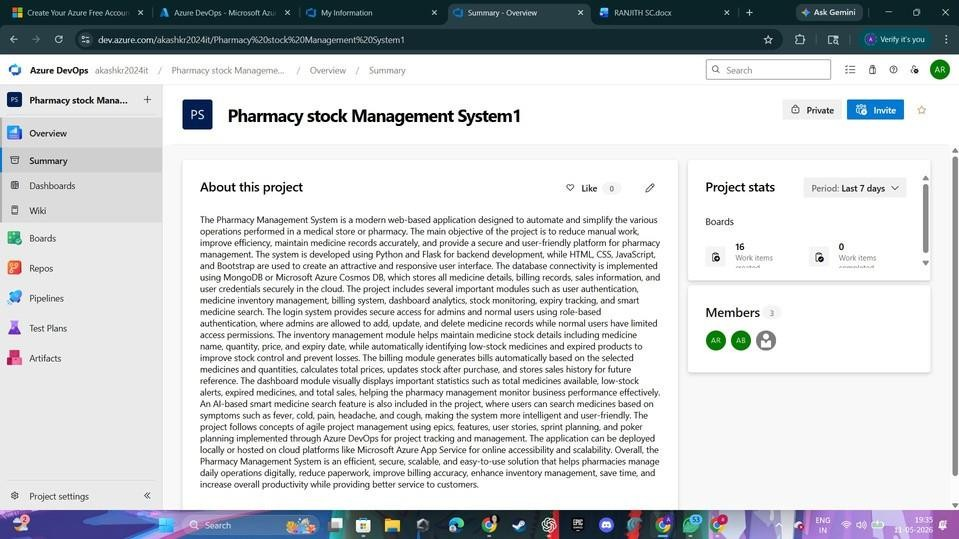 Create Your Azure Free Accoun
Azure DevOps - Microsoft Azu
My Information
Summary - Overview
RANJITH SC.docx
Ask Gemini
dev.azure.com/akashkr2024it/Pharmacy%20stock%20Management%20System1
Verify it's you
Azure DevOps
akashkr2024it / Pharmacy stock Manageme... / Overview / Summary
Search
AR
PS
Pharmacy stock Mana...
Overview
Summary
Dashboards
Wiki
Boards
Repos
Pipelines
Test Plans
Artifacts
Project settings
PS
Pharmacy stock Management System1
Private
Invite
About this project
Like 0
The Pharmacy Management System is a modern web-based application designed to automate and simplify the various
operations performed in a medical store or pharmacy. The main objective of the project is to reduce manual work,
improve efficiency, maintain medicine records accurately, and provide a secure and user-friendly platform for pharmacy
management. The system is developed using Python and Flask for backend development, while HTML, CSS, JavaScript,
and Bootstrap are used to create an attractive and responsive user interface. The database connectivity is implemented
using MongoDB or Microsoft Azure Cosmos DB, which stores all medicine details, billing records, sales information, and
user credentials securely in the cloud. The project includes several important modules such as user authentication,
medicine inventory management, billing system, dashboard analytics, stock monitoring, expiry tracking, and smart
medicine search. The login system provides secure access for admins and normal users using role-based
authentication, where admins are allowed to add, update, and delete medicine records while normal users have limited
access permissions. The inventory management module helps maintain medicine stock details including medicine
name, quantity, price, and expiry date, while automatically identifying low-stock medicines and expired products to
improve stock control and prevent losses. The billing module generates bills automatically based on the selected
medicines and quantities, calculates total prices, updates stock after purchase, and stores sales history for future
reference. The dashboard module visually displays important statistics such as total medicines available, low-stock
alerts, expired medicines, and total sales, helping the pharmacy management monitor business performance effectively.
An AI-based smart medicine search feature is also included in the project, where users can search medicines based on
symptoms such as fever, cold, pain, headache, and cough, making the system more intelligent and user-friendly. The
project follows concepts of agile project management using epics, features, user stories, sprint planning, and poker
planning implemented through Azure DevOps for project tracking and management. The application can be deployed
locally or hosted on cloud platforms like Microsoft Azure App Service for online accessibility and scalability. Overall, the
Pharmacy Management System is an efficient, secure, scalable, and easy-to-use solution that helps pharmacies manage
daily operations digitally, reduce paperwork, improve billing accuracy, enhance inventory management, save time, and
increase overall productivity while providing better service to customers.
Project stats
Period: Last 7 days
Boards
16
Work items
0
Work items
Members 3
AR
AB
2
Search
EPIC
53
ENG
IN
19:35
11-05-2026